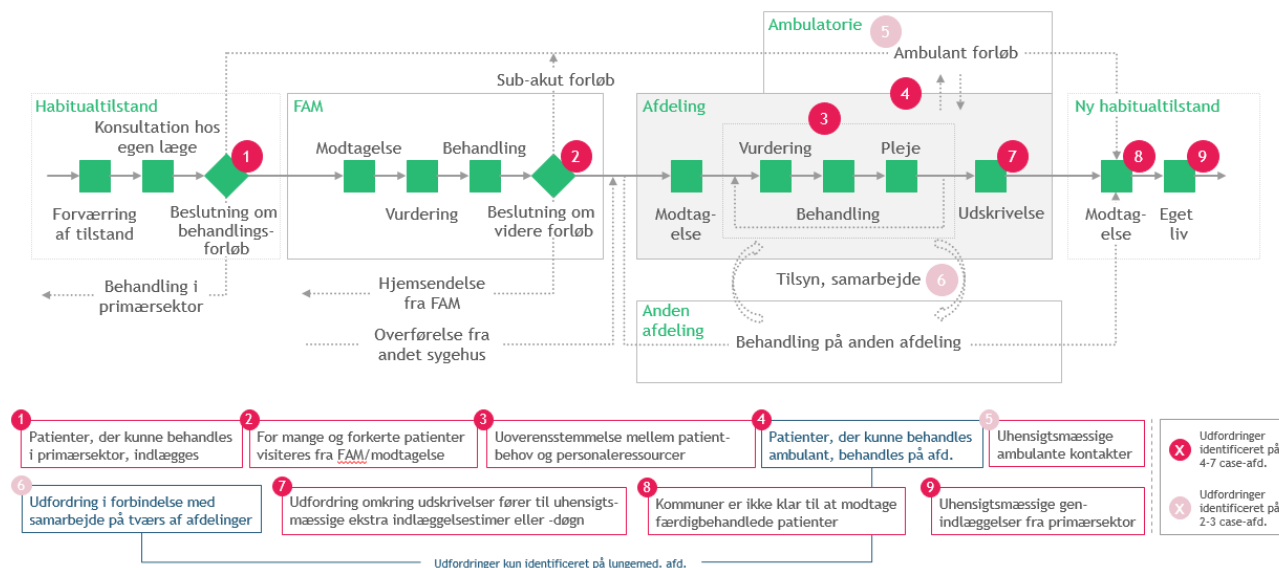 Ambulatorie
5
Ambulant forløb
Sub-akut forløb
4
Habitualtilstand
FAM
Afdeling
Ny habitualtilstand
Konsultation hos
egen læge
1
Modtagelse
Behandling
2
3
Vurdering
Pleje
7
8
9
Forværring
af tilstand
Beslutning om
behandlings-
forløb
Vurdering
Beslutning om
videre forløb
Modtag-
else
Behandling
Udskrivelse
Modtag-
else
Eget
liv
Behandling i
primærsektor
Hjemsendelse
fra FAM
Tilsyn, samarbejde
6
Overførelse fra
andet sygehus
Anden
afdeling
Behandling på anden afdeling
1
Patienter, der kunne behandles
i primærsektor, indlægges
2
For mange og forkerte patienter
visiteres fra FAM/modtagelse
3
Uoverensstemmelse mellem patient-
behov og personaleressourcer
4
Patienter, der kunne behandles
ambulant, behandles på afd.
5
Uhensigtsmæssige
ambulante kontakter
6
Udfordring i forbindelse med
samarbejde på tværs af afdelinger
7
Udfordring omkring udskrivelser fører til uhensigts-
mæssige ekstra indlæggelsestimer eller -døgn
8
Kommuner er ikke klar til at modtage
færdigbehandlede patienter
9
Uhensigtsmæssige gen-
indlæggelser fra primærsektor
X
Udfordringer
identificeret på
4-7 case-afd.
X
Udfordringer
identificeret på
2-3 case-afd.
Udfordringer kun identificeret på lungemed. afd.